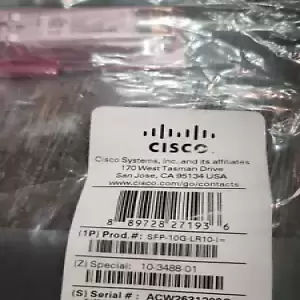 CISCO
Cisco Systems, Inc. and its affiliates
170 West Tasman Drive
San Jose, CA 95134 USA
www.cisco.com/go/contacts
8 89728 27193 6
(1P) Prod.#: SFP-10G-LR10-I=
(Z) Special: 10-3488-01
(S) Serial #: